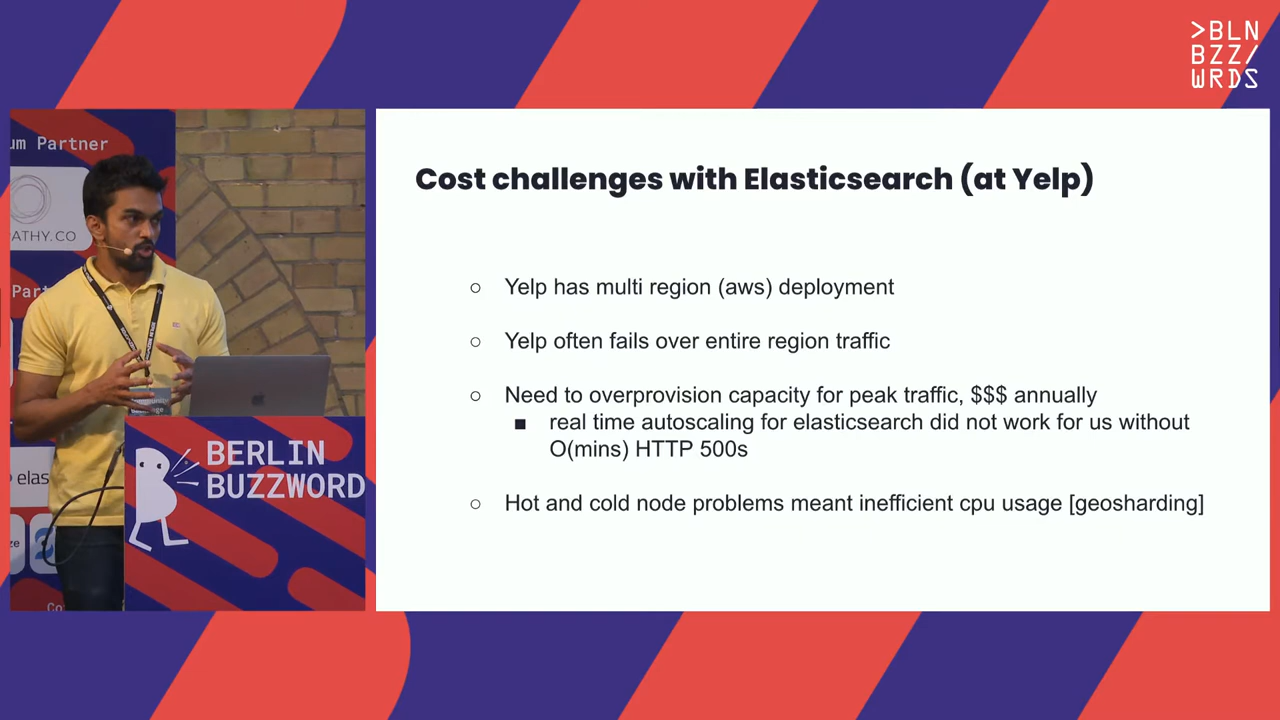 >BLN
BZZ/
WRDS
um Partner
ATHY.CO
Part
elas
ze
Co
BERLIN
BUZZWORD
Cost challenges with Elasticsearch (at Yelp)
○ Yelp has multi region (aws) deployment
○ Yelp often fails over entire region traffic
○ Need to overprovision capacity for peak traffic, $$$ annually
■ real time autoscaling for elasticsearch did not work for us without
O(mins) HTTP 500s
○ Hot and cold node problems meant inefficient cpu usage [geosharding]